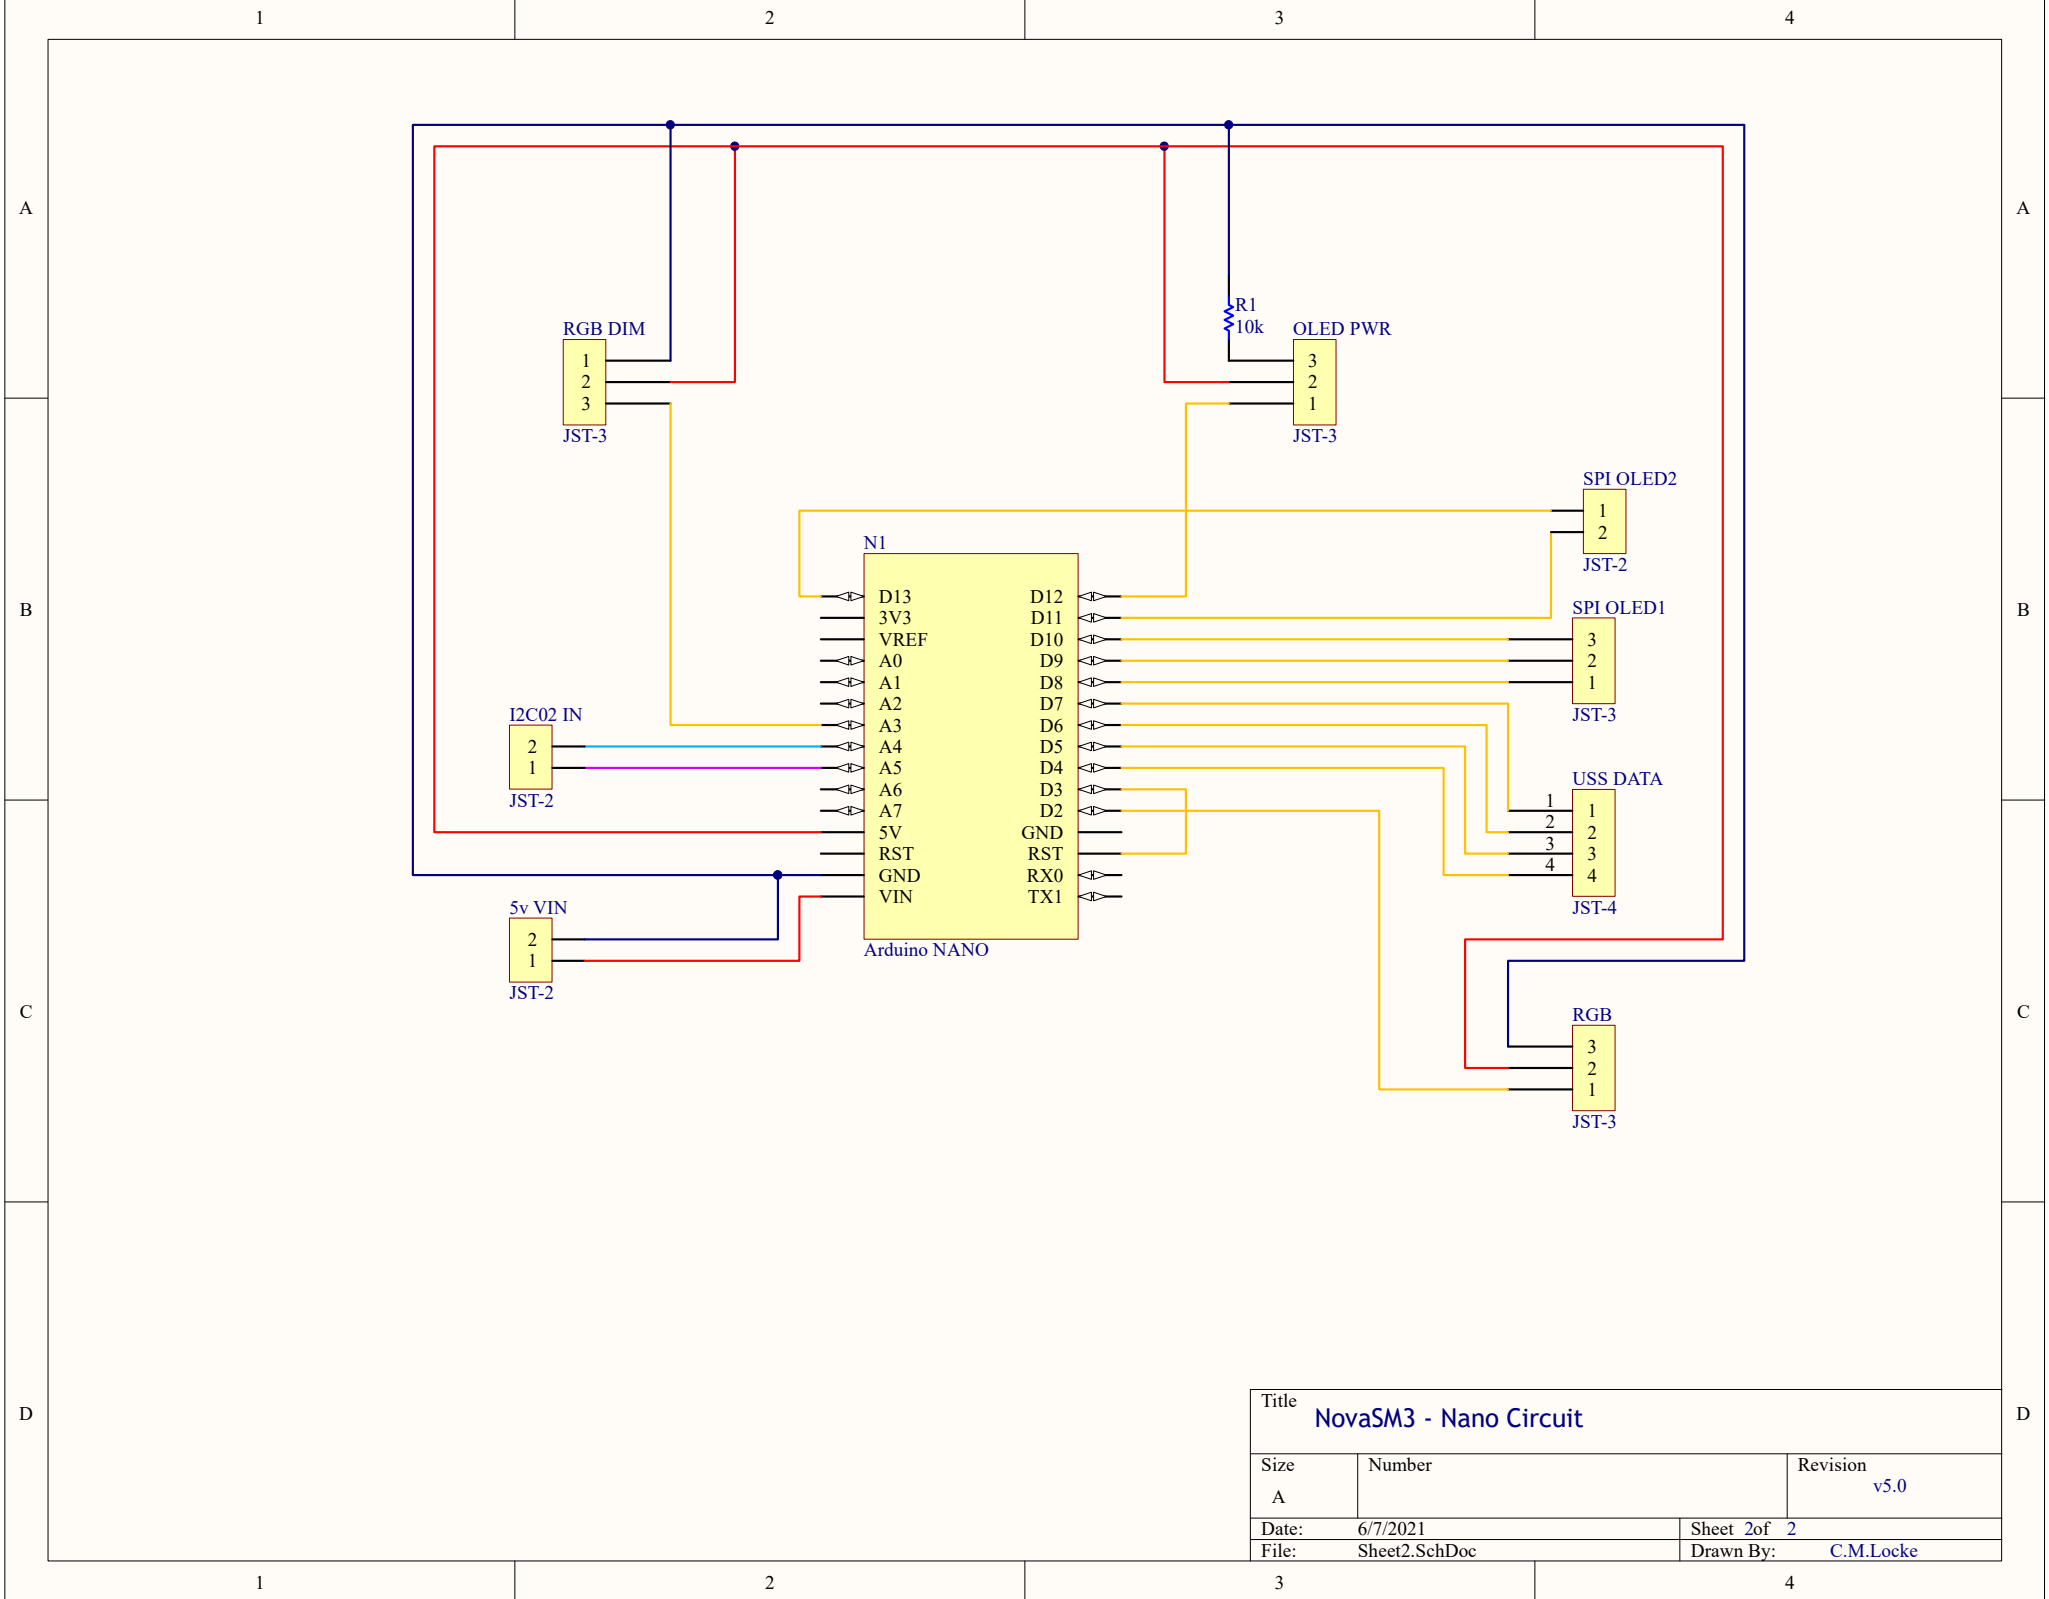 1 2 3 4
A A
RGB DIM
1
2
3
JST-3
R1
10k
OLED PWR
3
2
1
JST-3
SPI OLED2
1
2
JST-2
B B
N1
D13 D12
3V3 D11
VREF D10
A0 D9
A1 D8
A2 D7
A3 D6
A4 D5
A5 D4
A6 D3
A7 D2
5V GND
RST RST
GND RX0
VIN TX1
Arduino NANO
SPI OLED1
3
2
1
JST-3
I2C02 IN
2
1
JST-2
USS DATA
1 1
2 2
3 3
4 4
JST-4
5v VIN
2
1
JST-2
C C
RGB
3
2
1
JST-3
D D
Title
NovaSM3 - Nano Circuit
Size Number Revision
A v5.0
Date: 6/7/2021 Sheet 2of 2
File: Sheet2.SchDoc Drawn By: C.M.Locke
1 2 3 4